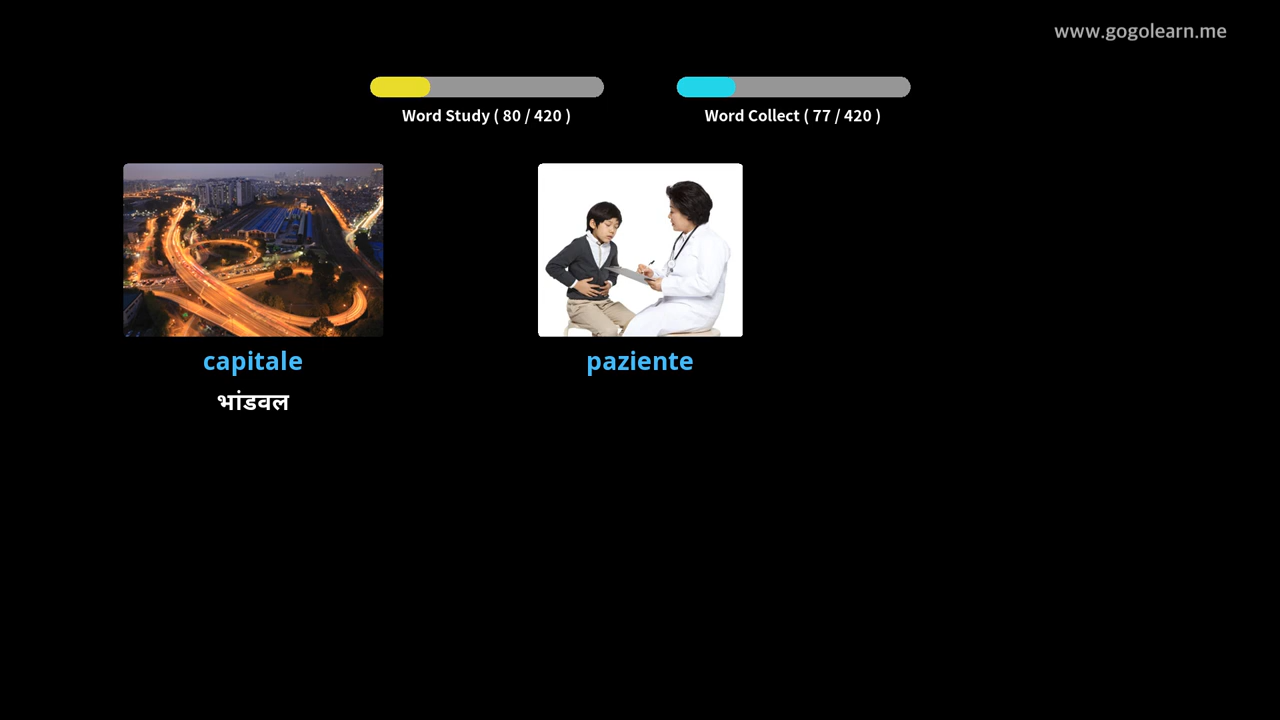 www.gogolearn.me
Word Study ( 80 / 420 )
Word Collect ( 77 / 420 )
capitale
paziente
भांडवल